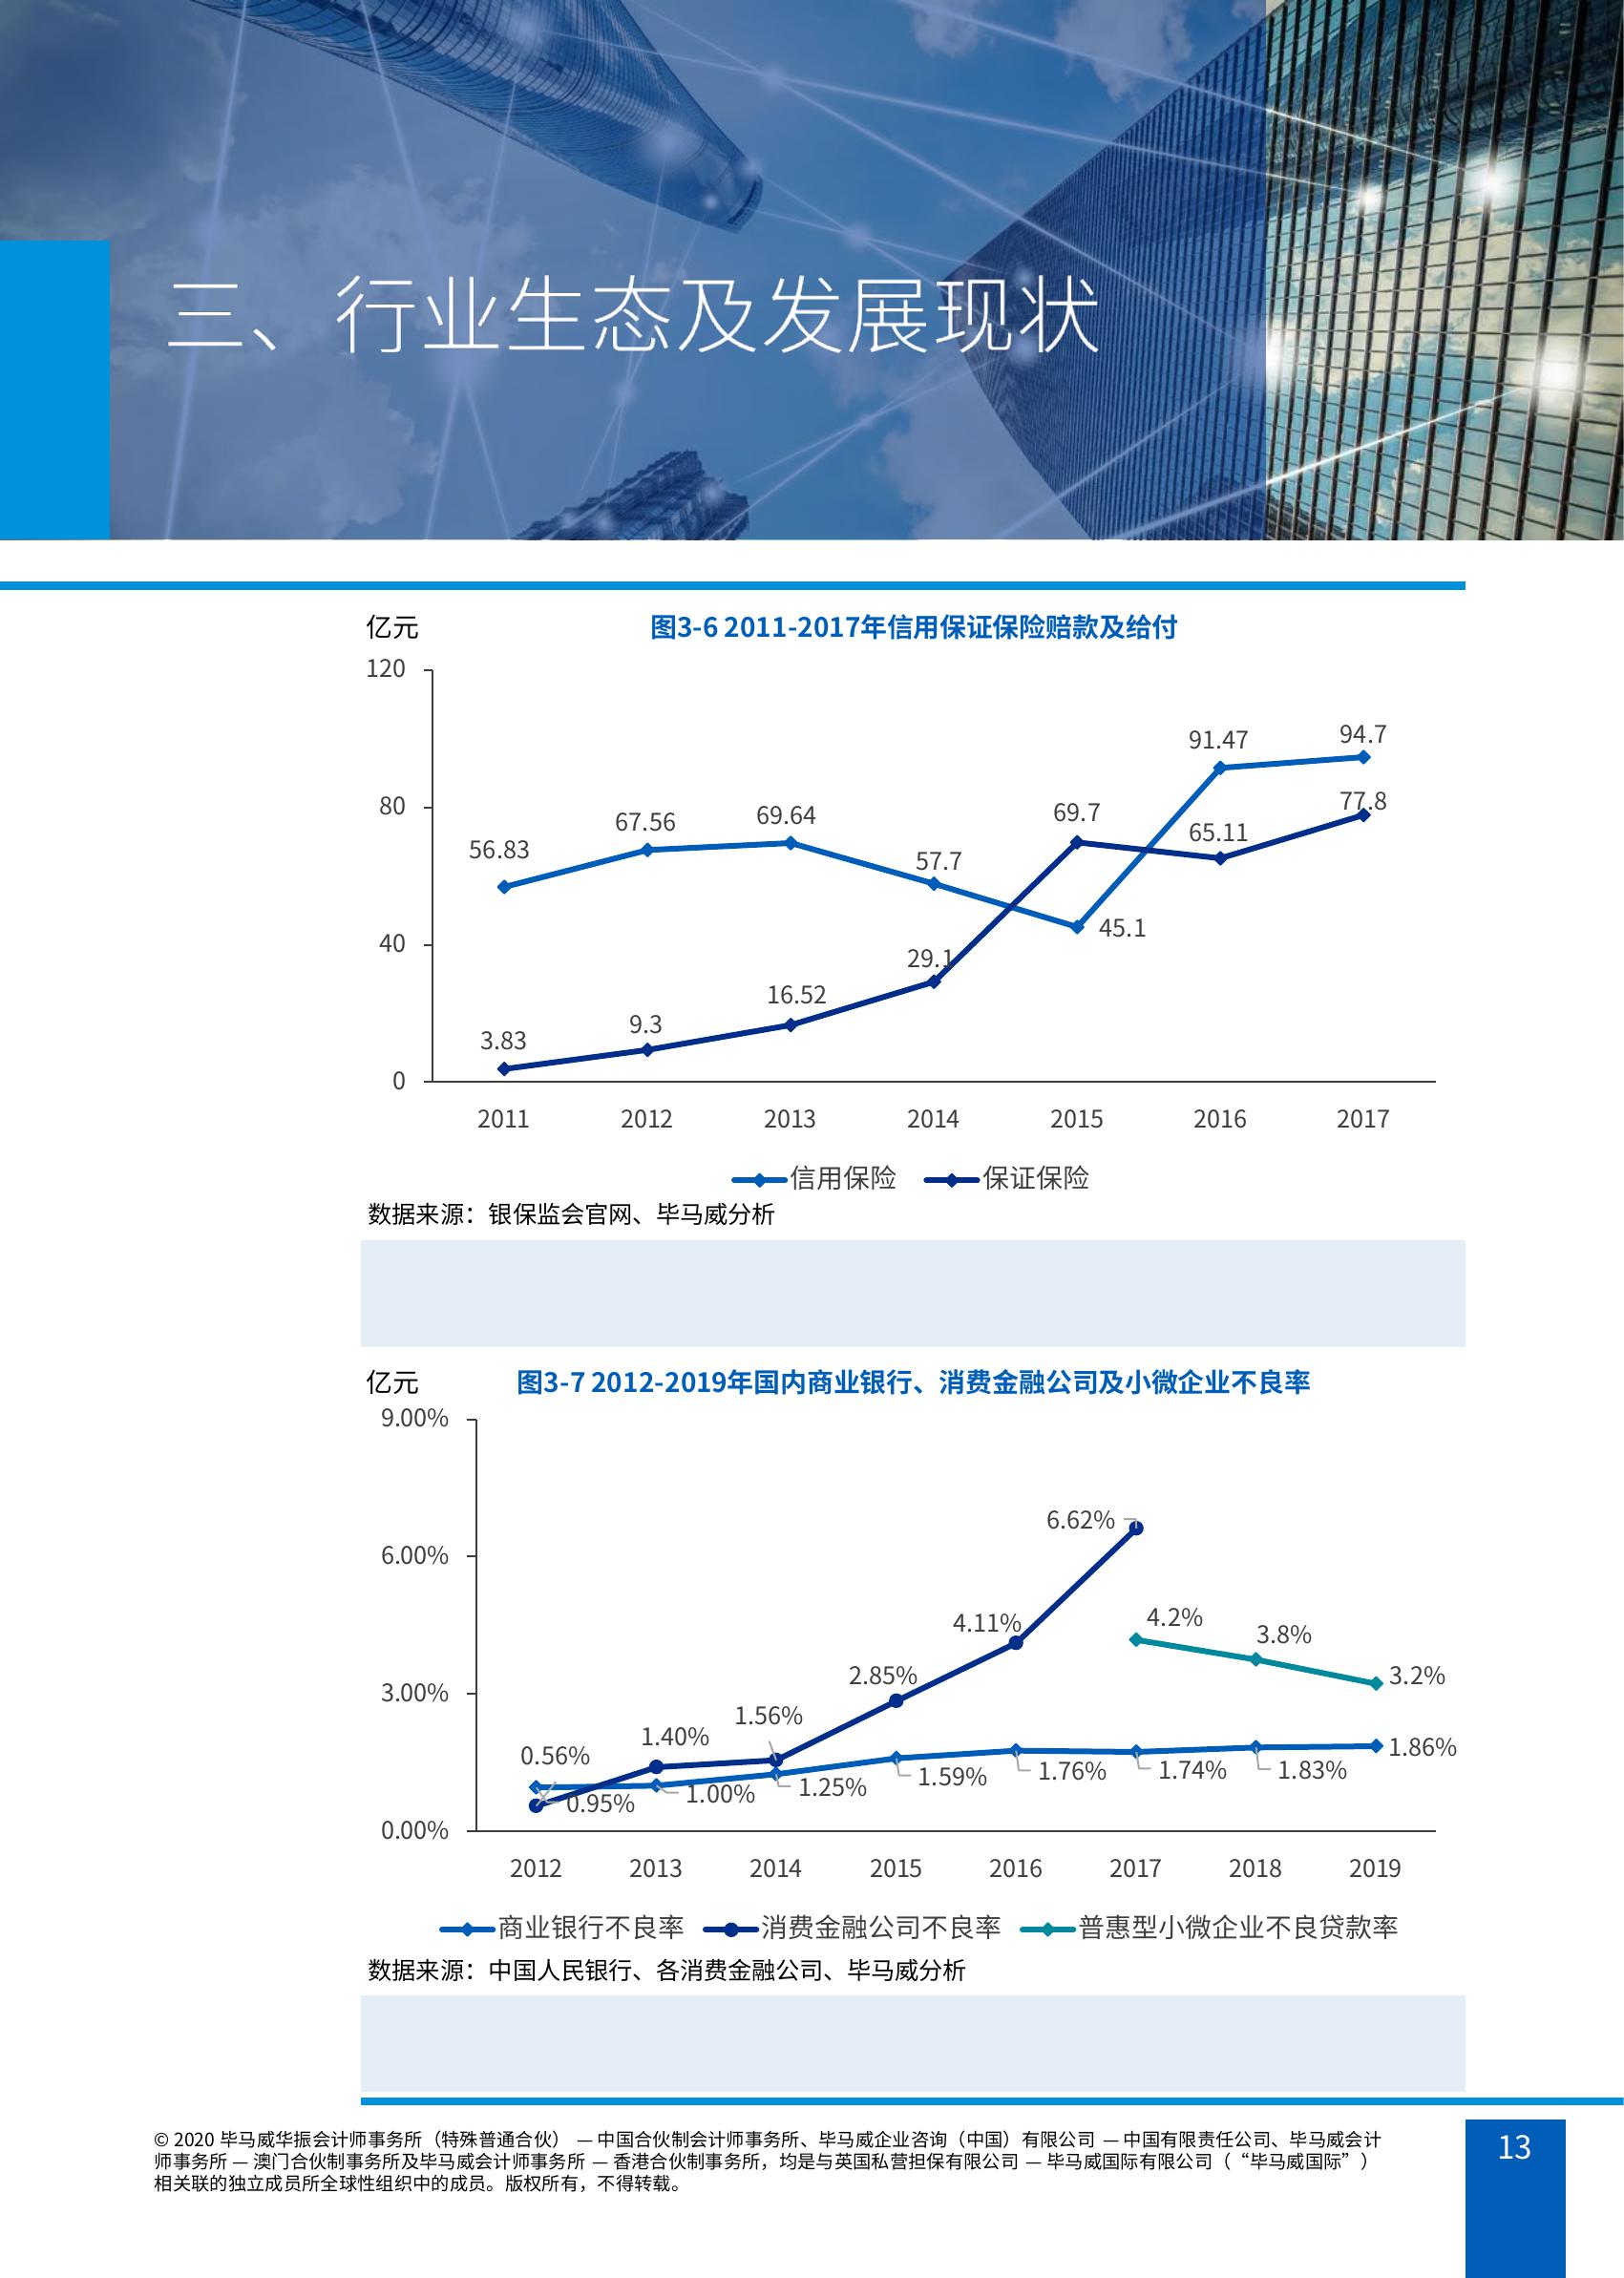 三、行业生态及发展现状
亿元
图3-6 2011-2017年信用保证保险赔款及给付
120
80
40
0
56.83
67.56
69.64
57.7
45.1
91.47
94.7
3.83
9.3
16.52
29.1
69.7
65.11
77.8
2011 2012 2013 2014 2015 2016 2017
信用保险 保证保险
数据来源：银保监会官网、毕马威分析
亿元
图3-7 2012-2019年国内商业银行、消费金融公司及小微企业不良率
9.00%
6.00%
3.00%
0.00%
0.56%
1.40%
1.56%
2.85%
4.11%
6.62%
4.2%
3.8%
3.2%
0.95%
1.00%
1.25%
1.59%
1.76%
1.74%
1.83%
1.86%
2012 2013 2014 2015 2016 2017 2018 2019
商业银行不良率 消费金融公司不良率 普惠型小微企业不良贷款率
数据来源：中国人民银行、各消费金融公司、毕马威分析
© 2020 毕马威华振会计师事务所（特殊普通合伙） — 中国合伙制会计师事务所、毕马威企业咨询（中国）有限公司 — 中国有限责任公司、毕马威会计
师事务所 — 澳门合伙制事务所及毕马威会计师事务所 — 香港合伙制事务所，均是与英国私营担保有限公司 — 毕马威国际有限公司（“毕马威国际”）
相关联的独立成员所全球性组织中的成员。版权所有，不得转载。
13